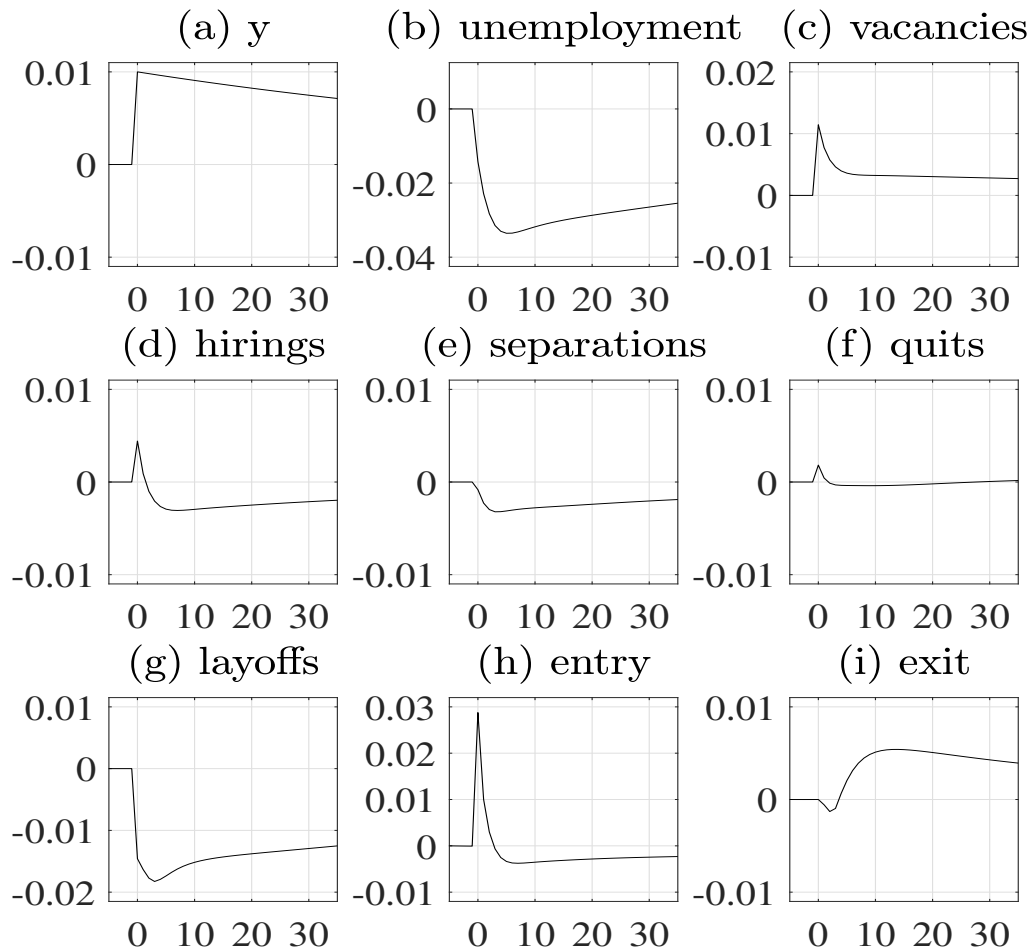 (a) y
(b) unemployment
(c) vacancies
0.01
0
-0.01
0 10 20 30
0
-0.02
-0.04
0 10 20 30
0.02
0.01
0
-0.01
0 10 20 30
(d) hirings
(e) separations
(f) quits
0.01
0
-0.01
0 10 20 30
0.01
0
-0.01
0 10 20 30
0.01
0
-0.01
0 10 20 30
(g) layoffs
(h) entry
(i) exit
0.01
0
-0.01
-0.02
0 10 20 30
0.03
0.02
0.01
0
-0.01
0 10 20 30
0.01
0
-0.01
0 10 20 30